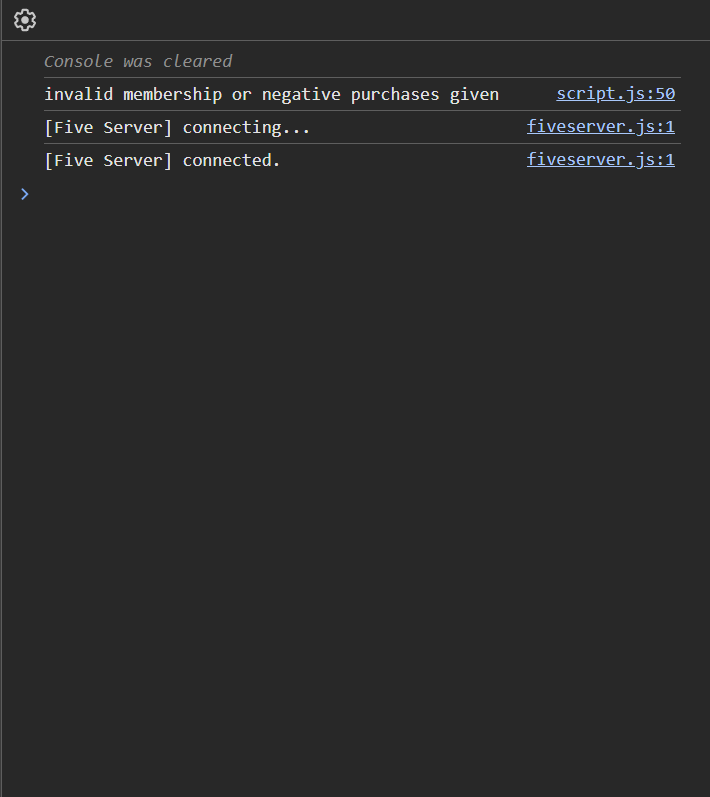 Console was cleared
invalid membership or negative purchases given script.js:50
[Five Server] connecting... fiveserver.js:1
[Five Server] connected. fiveserver.js:1